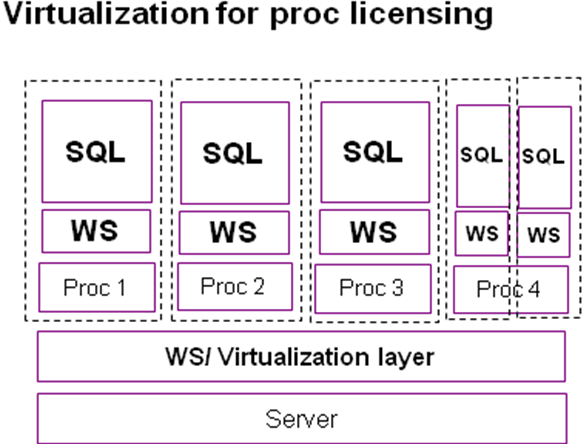 Virtualization for proc licensing
SQL SQL SQL SQL SQL
WS WS WS WS WS
Proc 1 Proc 2 Proc 3 Proc 4
WS/ Virtualization layer
Server